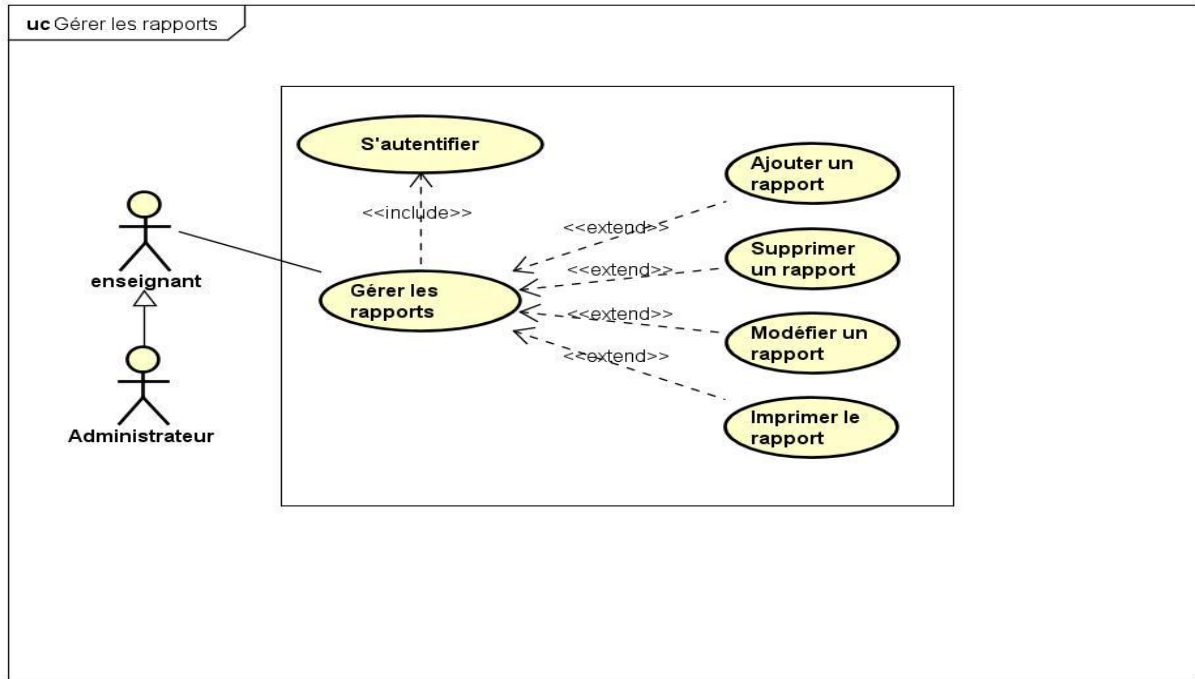 uc Gérer les rapports
S'autentifier
<<include>>
enseignant
Administrateur
Gérer les
rapports
<<extend>>
<<extend>>
<<extend>>
<<extend>>
Ajouter un
rapport
Supprimer
un rapport
Modéfier un
rapport
Imprimer le
rapport